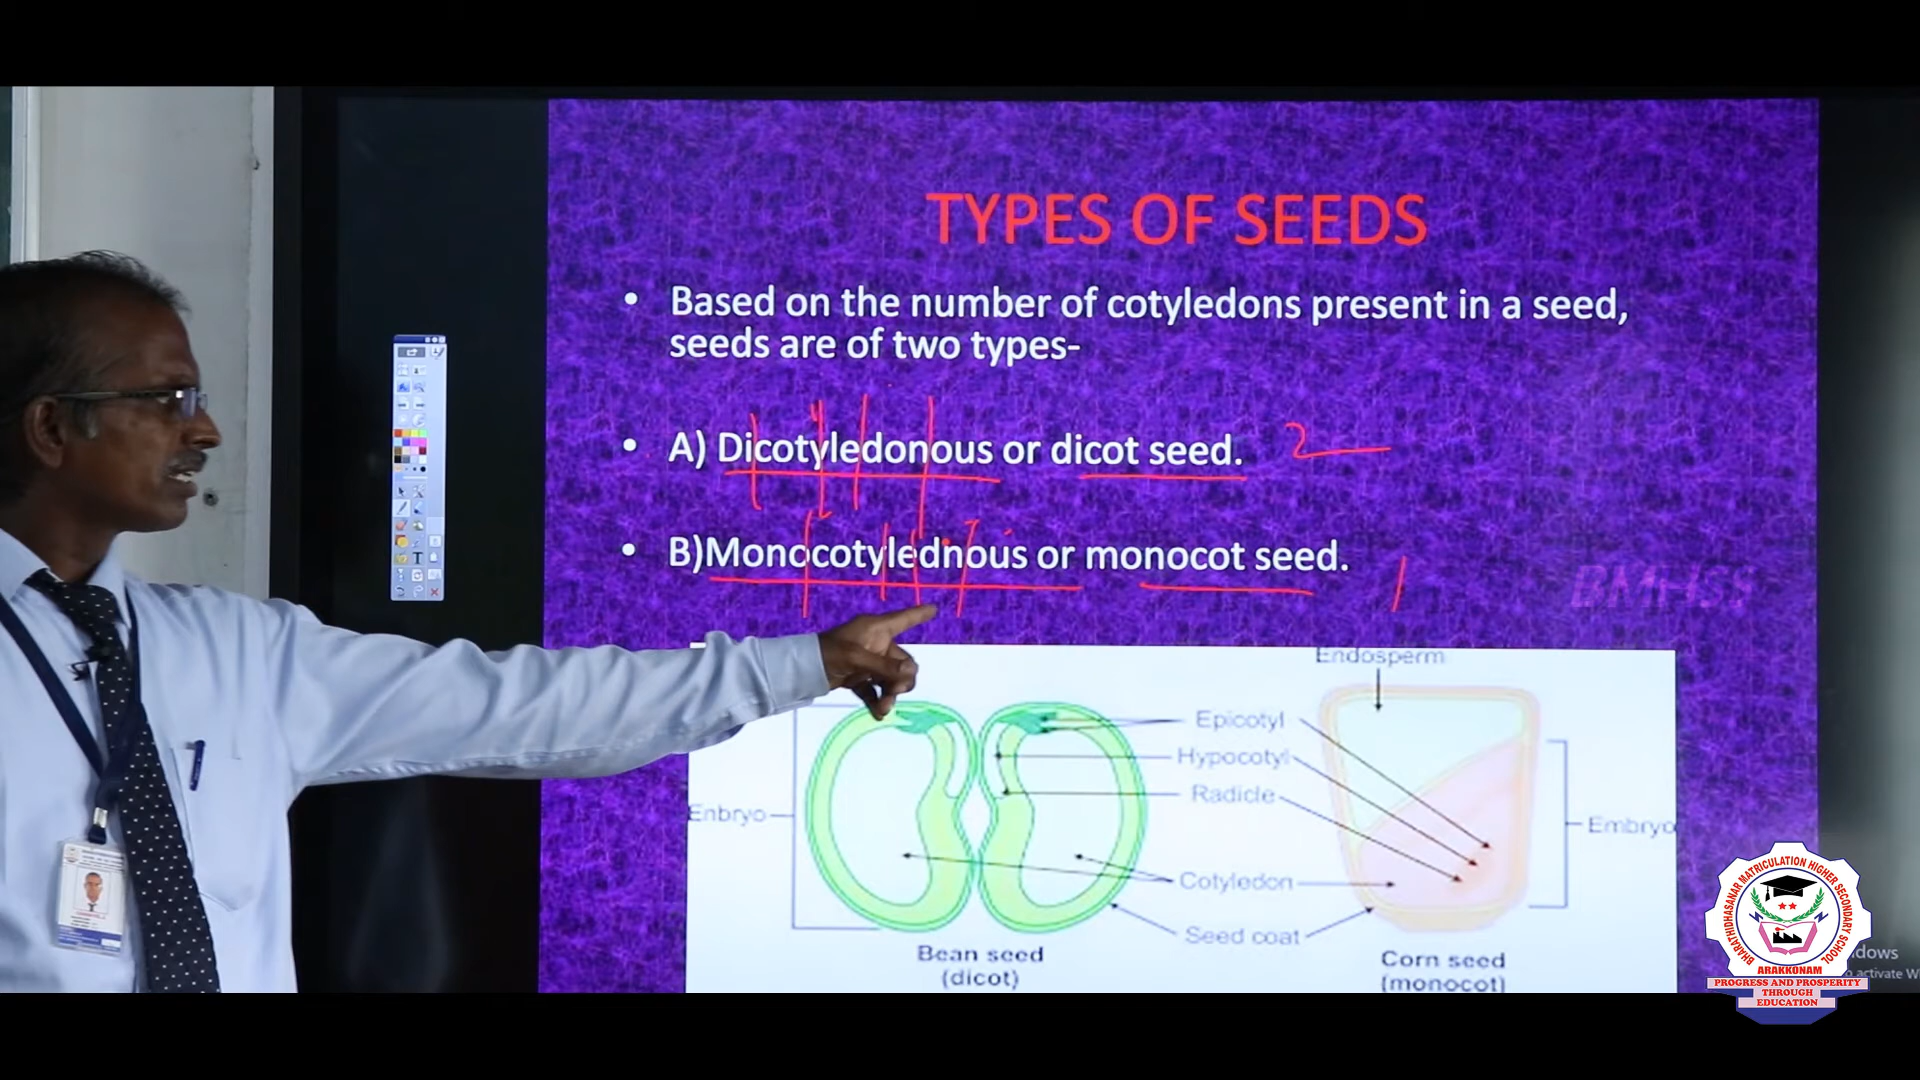 TYPES OF SEEDS
• Based on the number of cotyledons present in a seed,
seeds are of two types-
• A) Dicotyledonous or dicot seed. 2
• B)Monocotylednous or monocot seed. 1
BMHSS
Endosperm
Epicotyl
Hypocotyl
Radicle
Enbryo
Embryo
Cotyledon
Seed coat
Bean seed
(dicot)
Corn seed
(monocot)
T
BHARATHIDHASANAR MATRICULATION HIGHER SECONDARY SCHOOL
ARAKKONAM
PROGRESS AND PROSPERITY
THROUGH
EDUCATION
dows
activate W